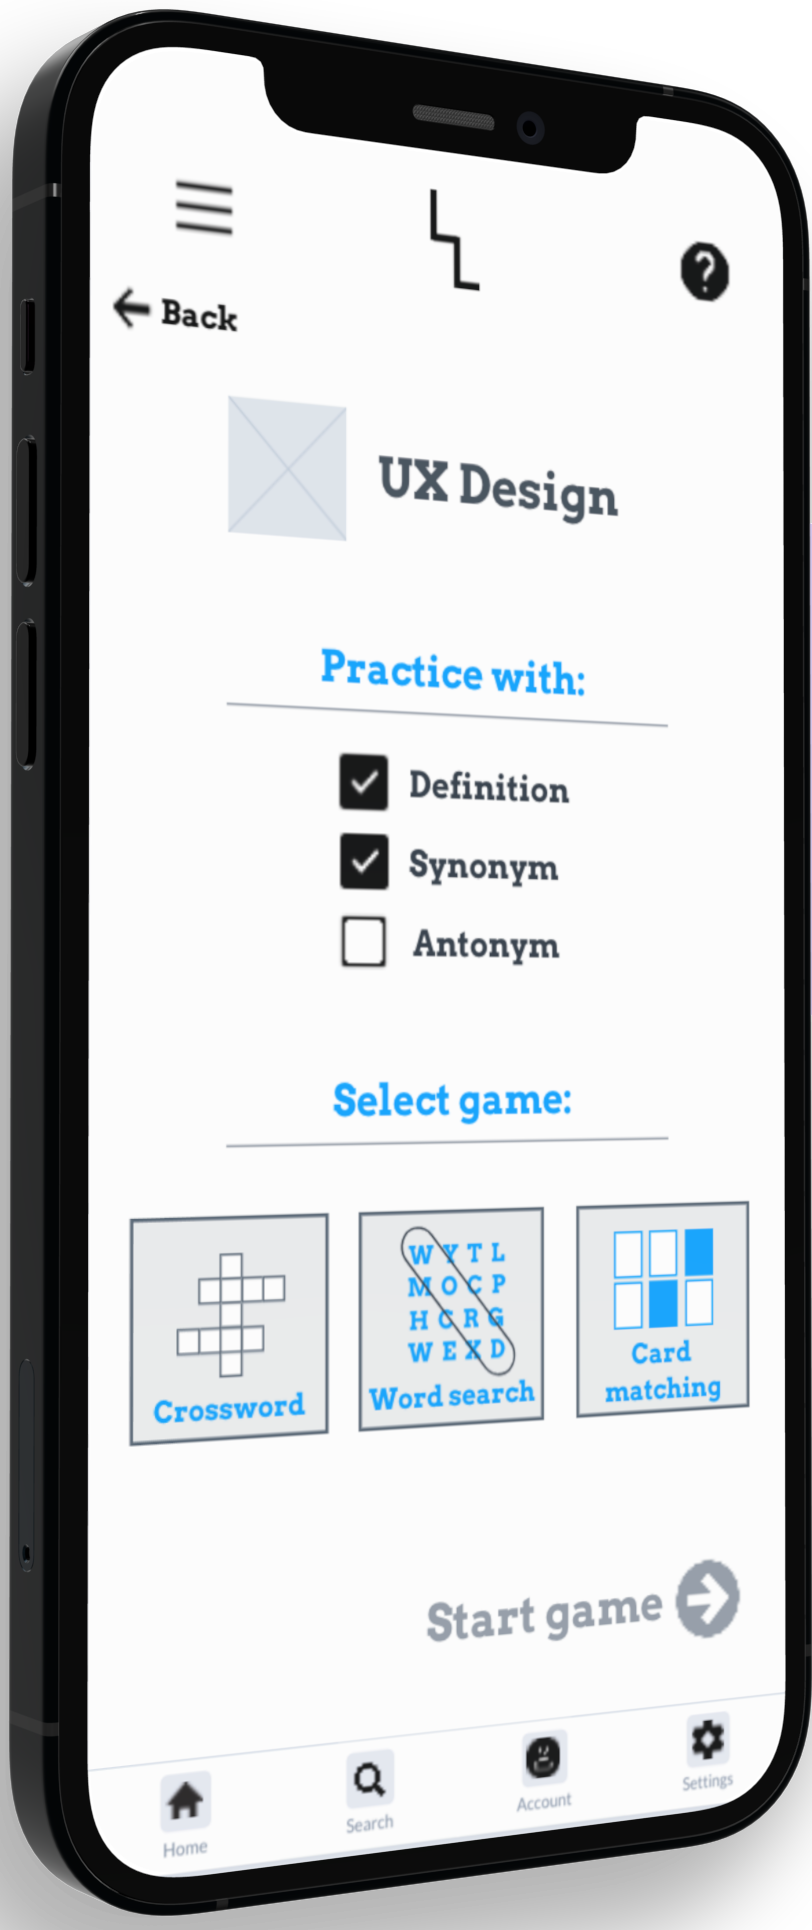 Back
UX Design
Practice with:
Definition
Synonym
Antonym
Select game:
Crossword
W Y T L
M O C P
H C R G
W E X D
Word search
Card
matching
Start game
Home
Search
Account
Settings